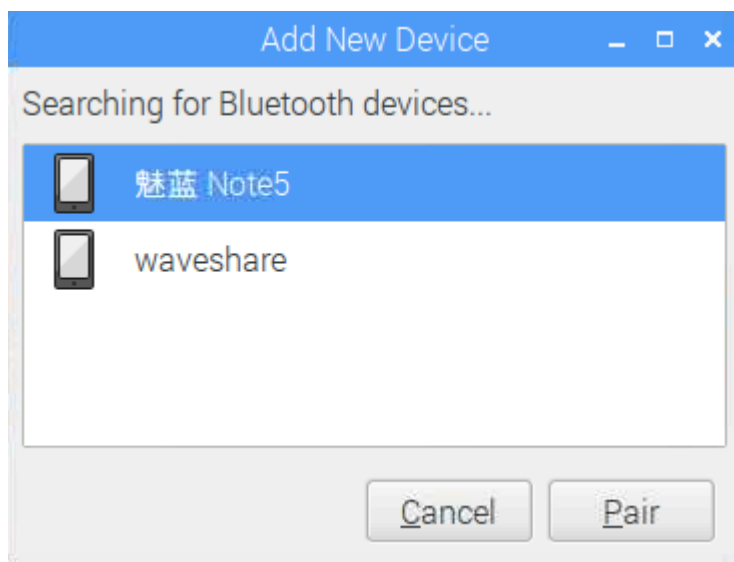 Add New Device
Searching for Bluetooth devices...
魅蓝 Note5
waveshare
Cancel Pair